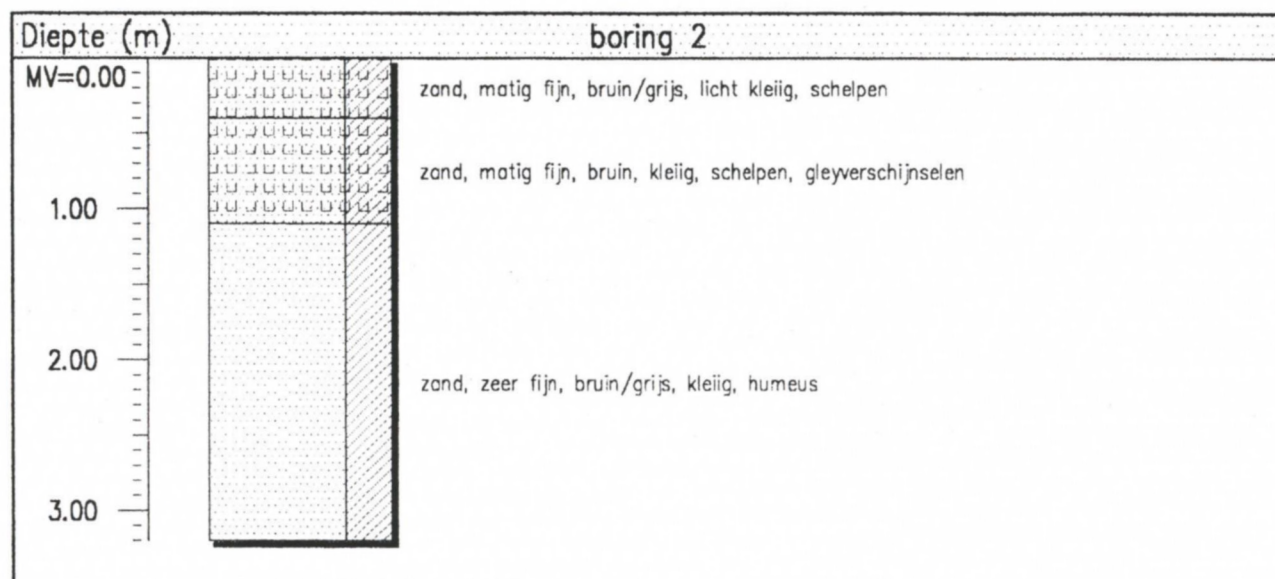 Diepte (m) boring 2
MV=0.00
zand, matig fijn, bruin/grijs, licht kleiig, schelpen
zand, matig fijn, bruin, kleiig, schelpen, gleyverschijnselen
1.00
2.00
zand, zeer fijn, bruin/grijs, kleiig, humeus
3.00